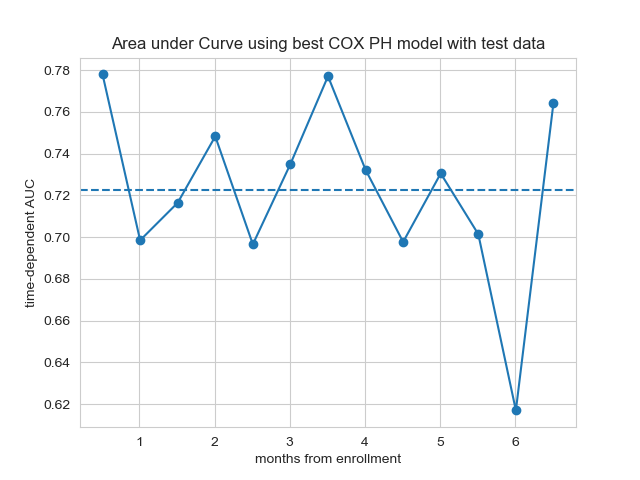 Area under Curve using best COX PH model with test data
0.78
0.76
0.74
0.72
0.70
0.68
0.66
0.64
0.62
time-dependent AUC
1 2 3 4 5 6
months from enrollment